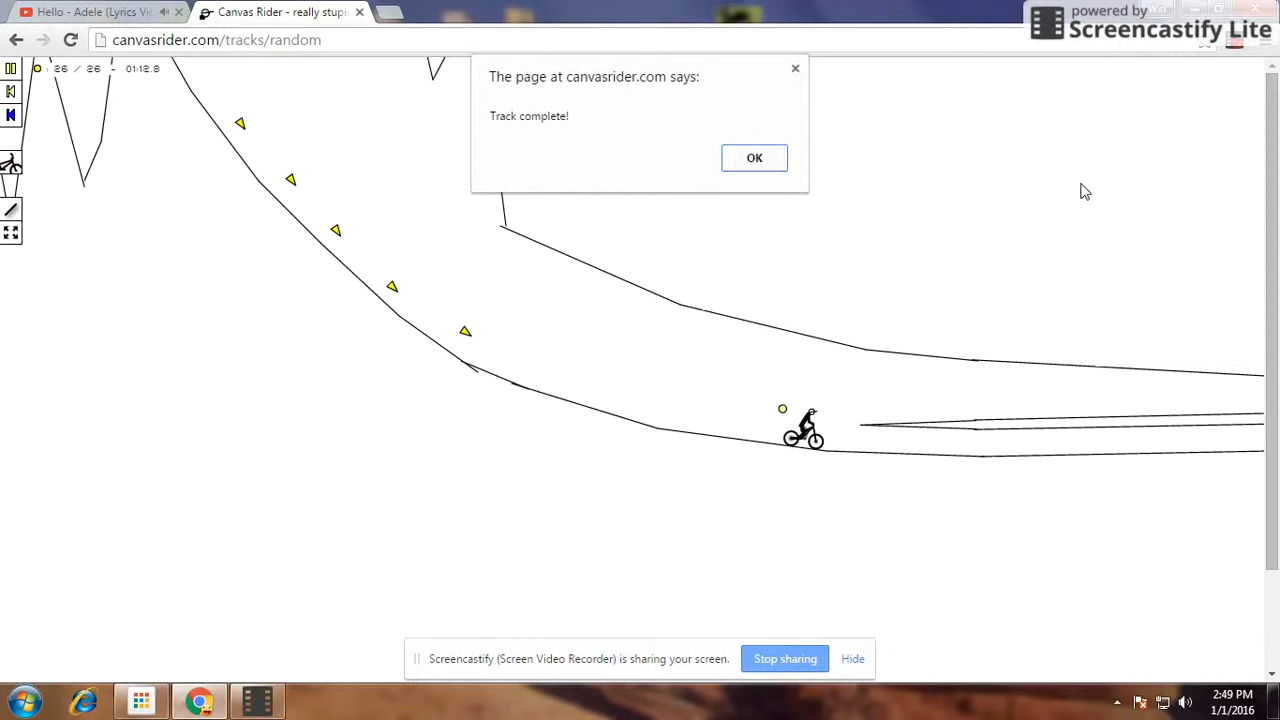 Hello - Adele (Lyrics Vi
Canvas Rider - really stupi
powered by
Screencastify Lite
canvasrider.com/tracks/random
26 / 26 - 01:12.8
The page at canvasrider.com says:
Track complete!
OK
Screencastify (Screen Video Recorder) is sharing your screen.
Stop sharing
Hide
2:49 PM
1/1/2016